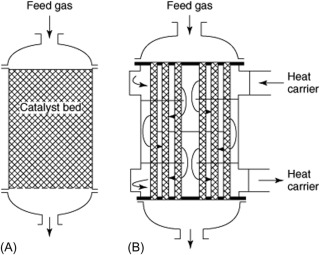 Feed gas
Feed gas
Catalyst bed
Heat
carrier
Heat
carrier
(A)
(B)